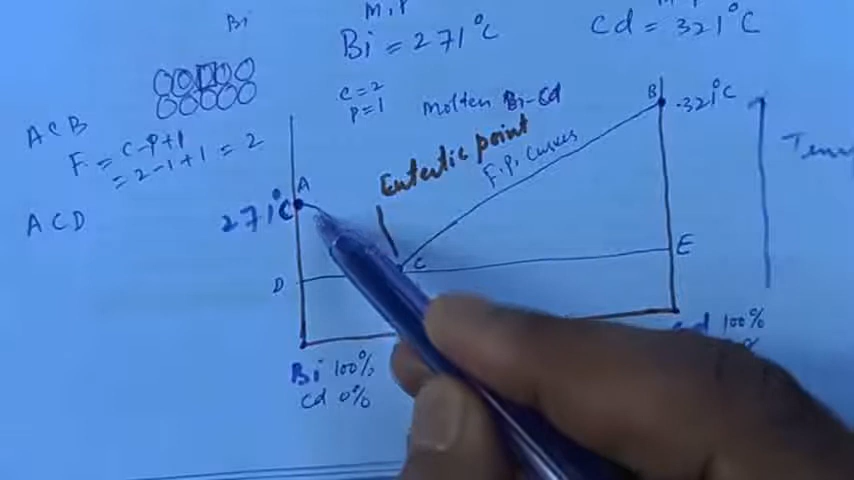 M.P
Bi
Bi = 271°C
Cd = 321°C
C=2
P=1
Molten Bi-Cd
B
321°C
ACB
F = C-P+1
= 2-1+1 = 2
Eutectic point
F.P. Curves
A
271°C
ACD
C
E
D
Bi 100%
Cd 0%
100%